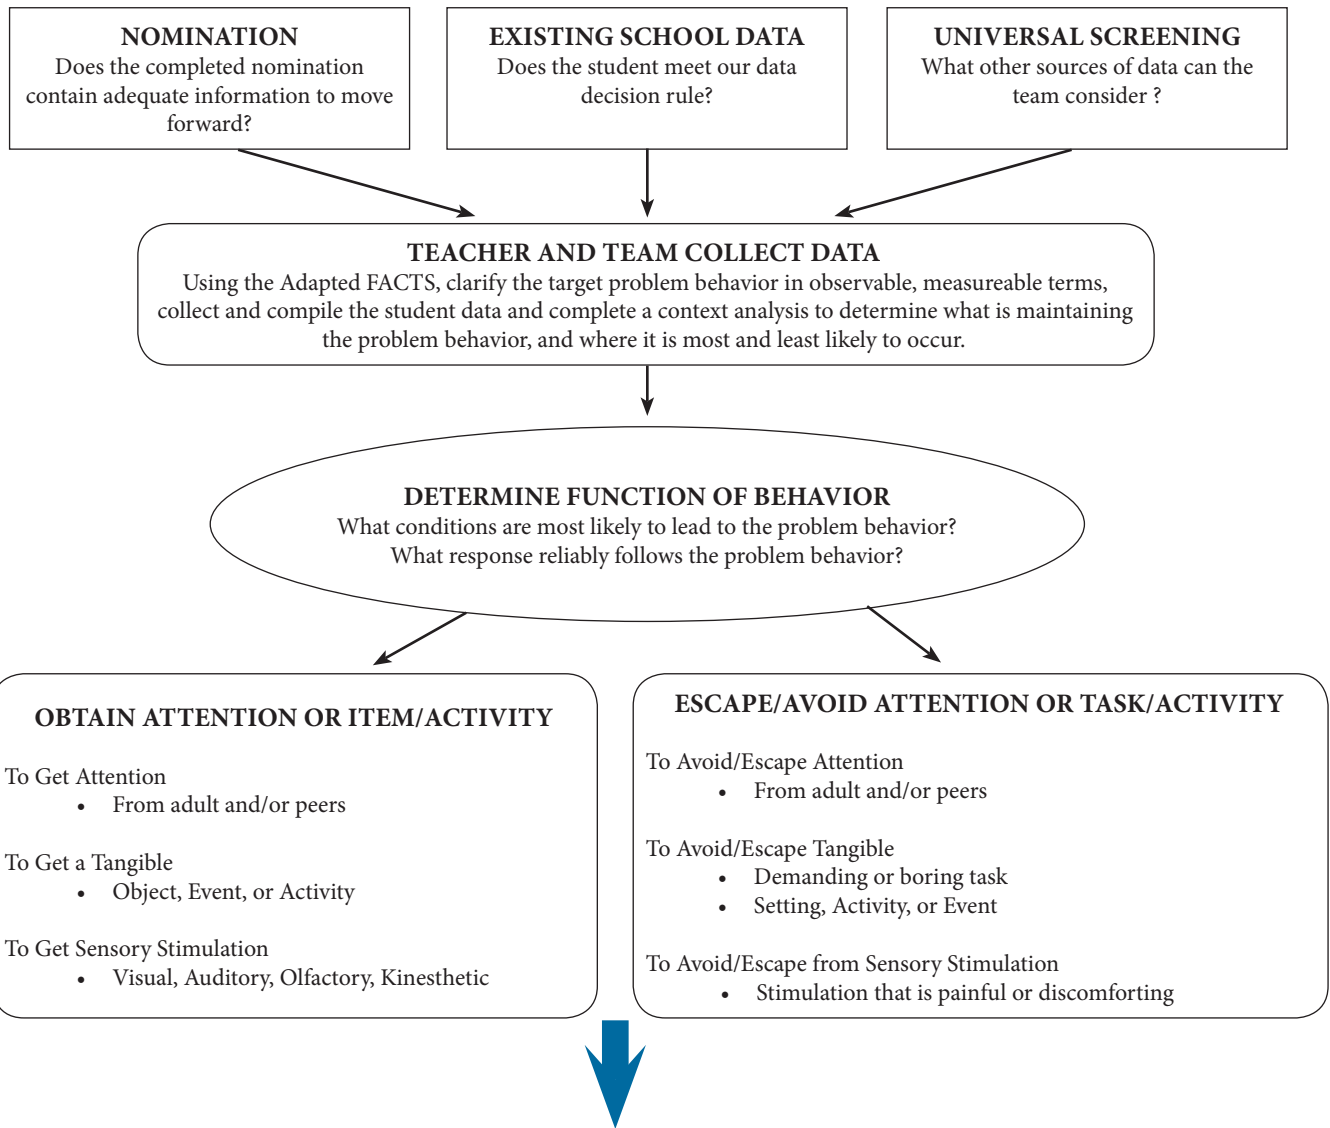 NOMINATION
Does the completed nomination
contain adequate information to move
forward?
EXISTING SCHOOL DATA
Does the student meet our data
decision rule?
UNIVERSAL SCREENING
What other sources of data can the
team consider ?
TEACHER AND TEAM COLLECT DATA
Using the Adapted FACTS, clarify the target problem behavior in observable, measureable terms,
collect and compile the student data and complete a context analysis to determine what is maintaining
the problem behavior, and where it is most and least likely to occur.
DETERMINE FUNCTION OF BEHAVIOR
What conditions are most likely to lead to the problem behavior?
What response reliably follows the problem behavior?
OBTAIN ATTENTION OR ITEM/ACTIVITY
To Get Attention
• From adult and/or peers
To Get a Tangible
• Object, Event, or Activity
To Get Sensory Stimulation
• Visual, Auditory, Olfactory, Kinesthetic
ESCAPE/AVOID ATTENTION OR TASK/ACTIVITY
To Avoid/Escape Attention
• From adult and/or peers
To Avoid/Escape Tangible
• Demanding or boring task
• Setting, Activity, or Event
To Avoid/Escape from Sensory Stimulation
• Stimulation that is painful or discomforting